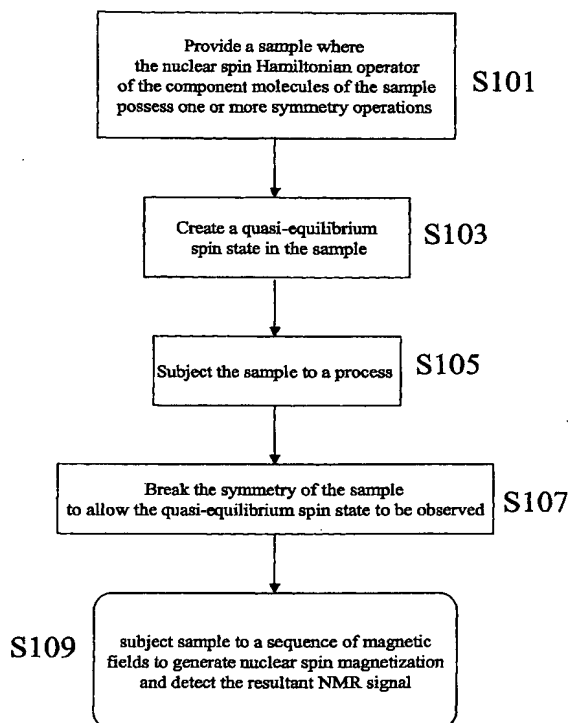 Provide a sample where
the nuclear spin Hamiltonian operator
of the component molecules of the sample
possess one or more symmetry operations
S101
Create a quasi-equilibrium
spin state in the sample
S103
Subject the sample to a process
S105
Break the symmetry of the sample
to allow the quasi-equilibrium spin state to be observed
S107
S109
subject sample to a sequence of magnetic
fields to generate nuclear spin magnetization
and detect the resultant NMR signal